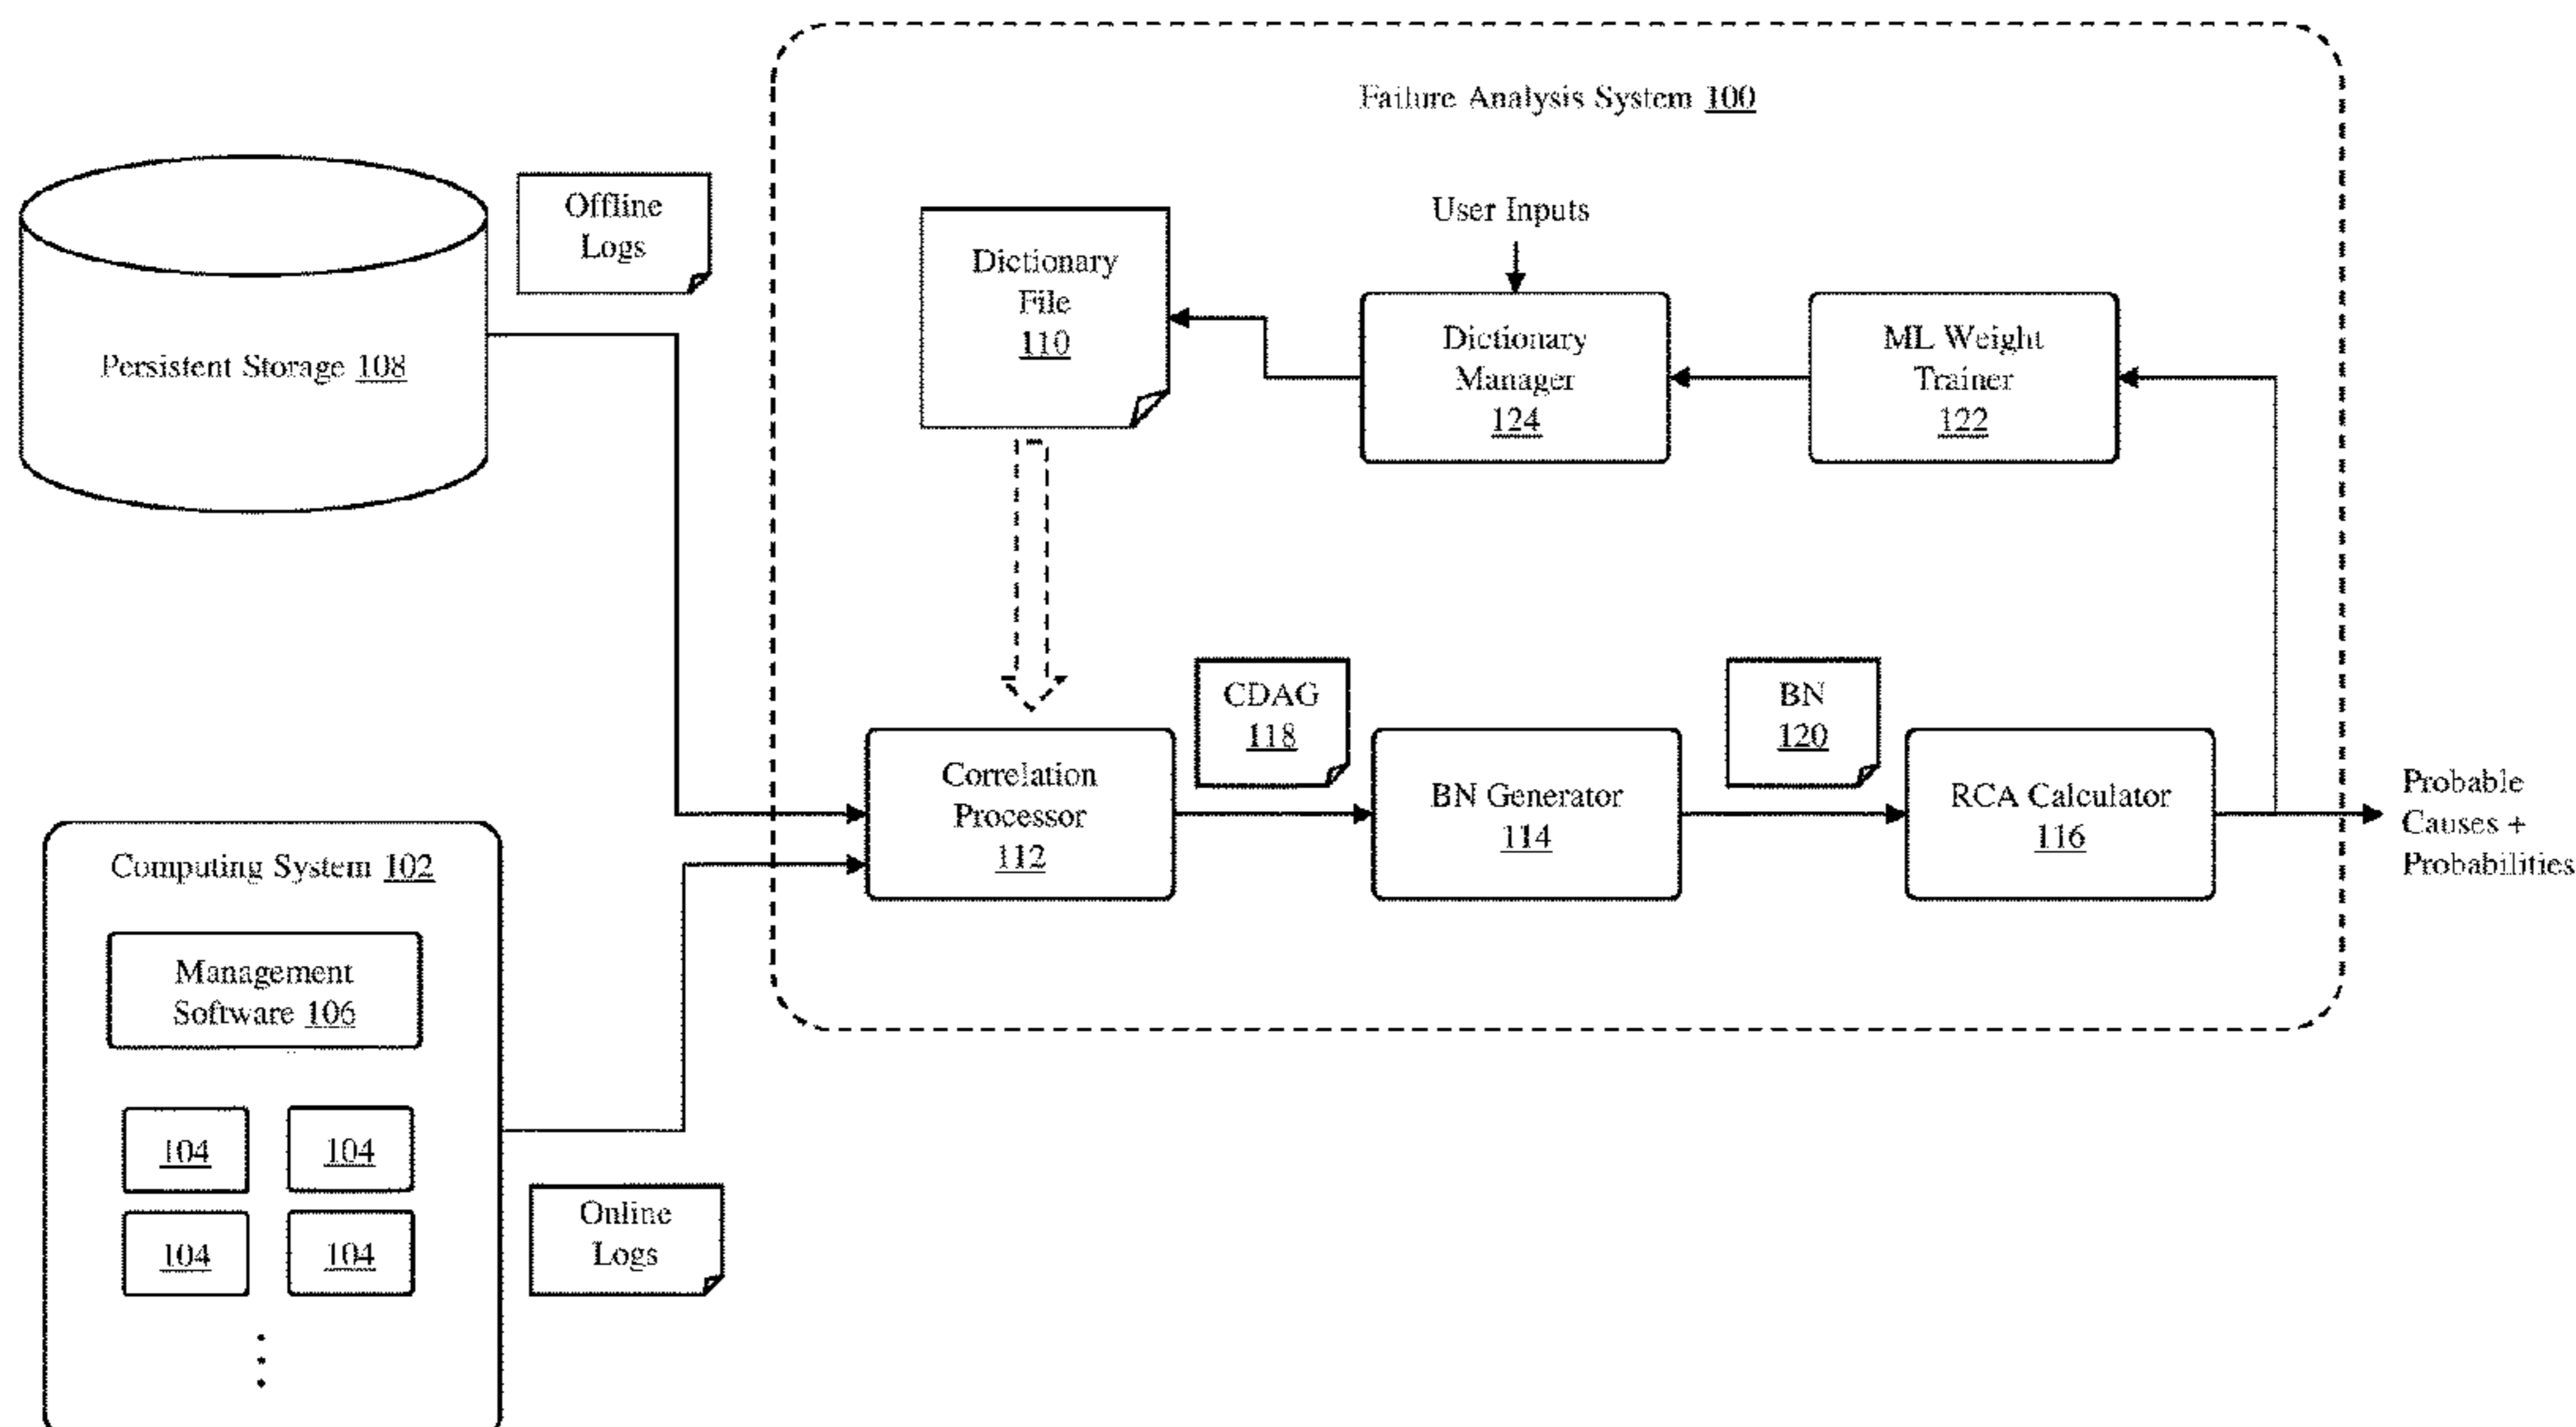 Failure Analysis System 100
Offline
Logs
Persistent Storage 108
Dictionary
File
110
User Inputs
Dictionary
Manager
124
ML Weight
Trainer
122
CDAG
118
BN
120
Correlation
Processor
112
BN Generator
114
RCA Calculator
116
Probable
Causes +
Probabilities
Computing System 102
Management
Software 106
104
104
104
104
Online
Logs